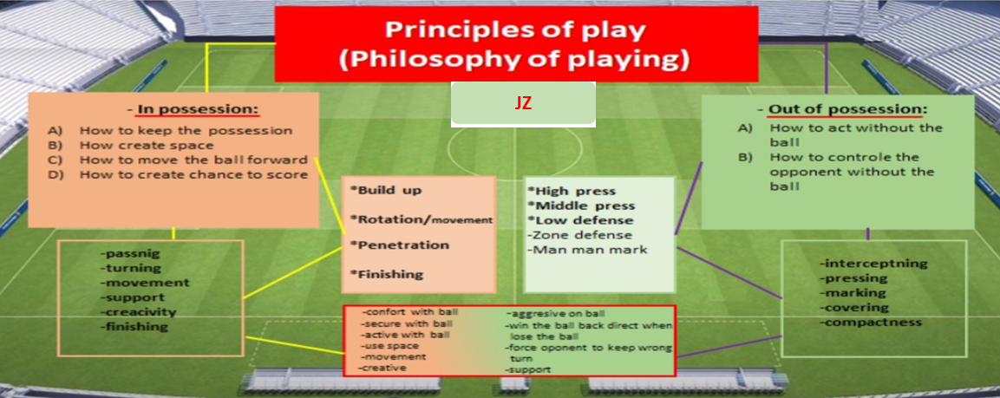 Principles of play
(Philosophy of playing)
JZ
- In possession:
A) How to keep the possession
B) How create space
C) How to move the ball forward
D) How to create chance to score
- Out of possession:
A) How to act without the
ball
B) How to controle the
opponent without the
ball
*Build up
*Rotation/movement
*Penetration
*Finishing
*High press
*Middle press
*Low defense
-Zone defense
-Man man mark
-passnig
-turning
-movement
-support
-creacivity
-finishing
-interceptning
-pressing
-marking
-covering
-compactness
-confort with ball
-secure with ball
-active with ball
-use space
-movement
-creative
-aggresive on ball
-win the ball back direct when
lose the ball
-force oponent to keep wrong
turn
-support